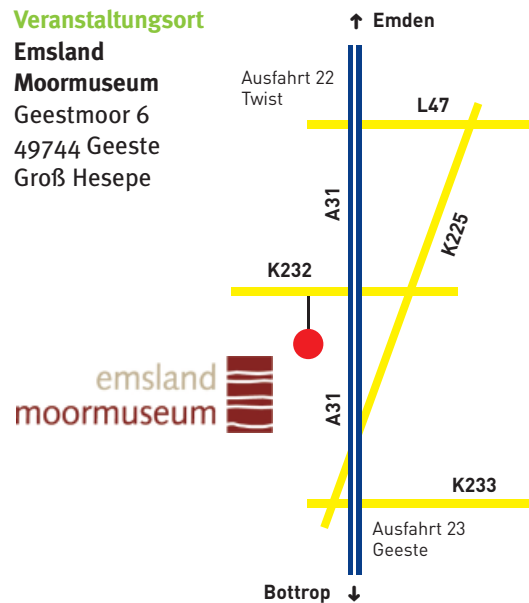 Veranstaltungsort
Emsland
Moormuseum
Geestmoor 6
49744 Geeste
Groß Hesepe
↑ Emden
Ausfahrt 22
Twist
L47
A31
K225
K232
emsland
moormuseum
A31
K233
Ausfahrt 23
Geeste
Bottrop ↓